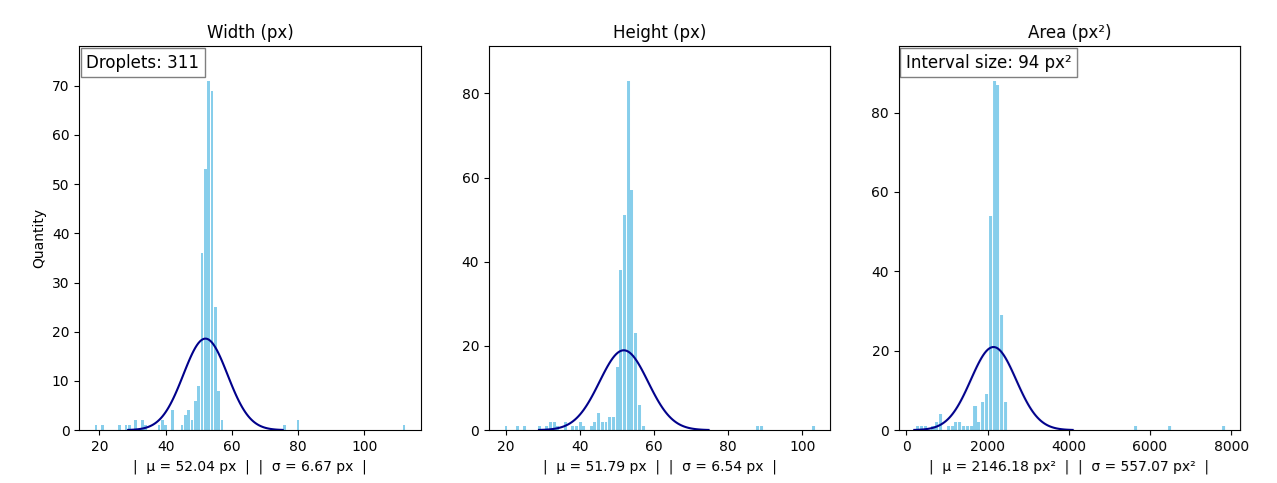 Width (px)
Droplets: 311
Quantity
70
60
50
40
30
20
10
0
20 40 60 80 100
| μ = 52.04 px | | σ = 6.67 px |
Height (px)
80
60
40
20
0
20 40 60 80 100
| μ = 51.79 px | | σ = 6.54 px |
Area (px²)
Interval size: 94 px²
80
60
40
20
0
0 2000 4000 6000 8000
| μ = 2146.18 px² | | σ = 557.07 px² |